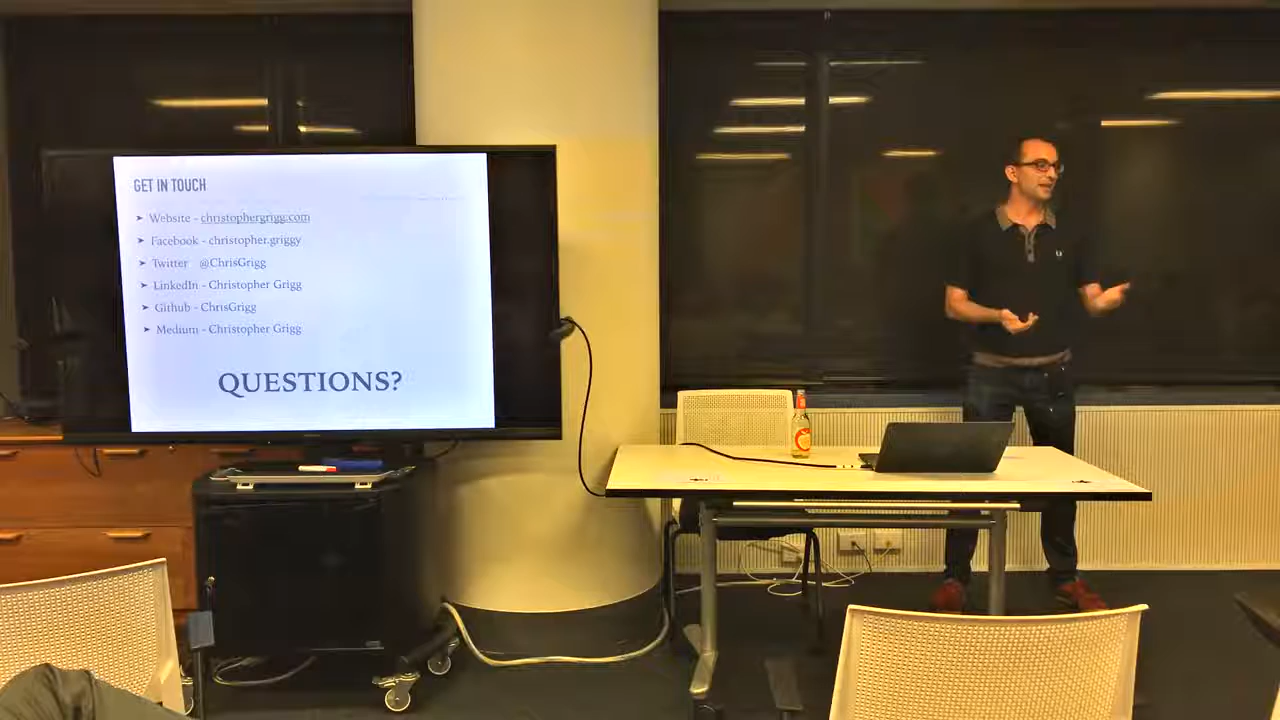 GET IN TOUCH
➤ Website - christophergrigg.com
➤ Facebook - christopher.griggy
➤ Twitter @ChrisGrigg
➤ LinkedIn - Christopher Grigg
➤ Github - ChrisGrigg
➤ Medium - Christopher Grigg
QUESTIONS?